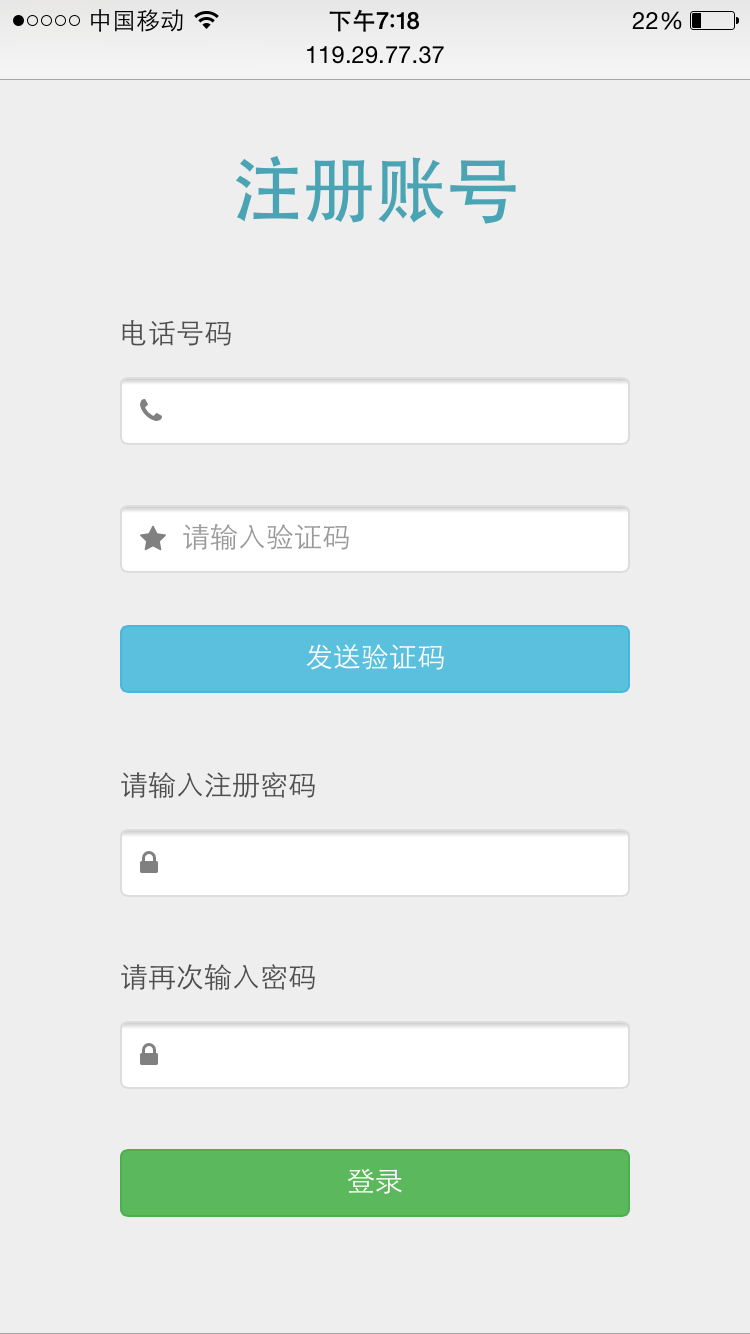 中国移动 下午7:18 22%
119.29.77.37
注册账号
电话号码
请输入验证码
发送验证码
请输入注册密码
请再次输入密码
登录